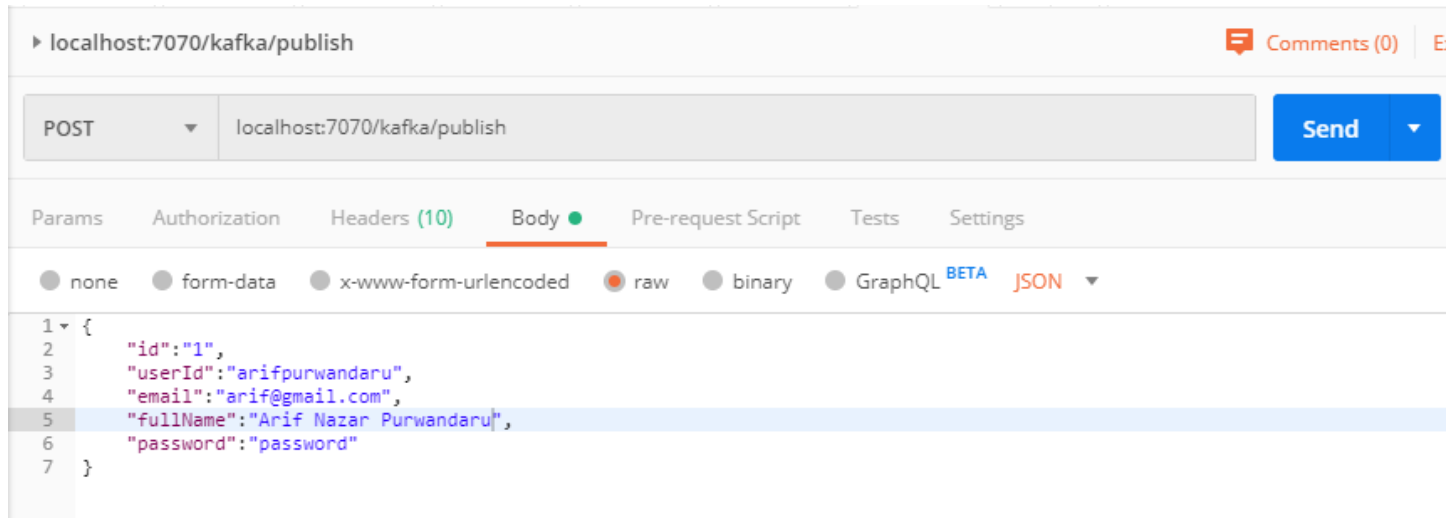 localhost:7070/kafka/publish Comments (0)
POST localhost:7070/kafka/publish Send
Params Authorization Headers (10) Body Pre-request Script Tests Settings
none form-data x-www-form-urlencoded raw binary GraphQL BETA JSON
1 {
2 "id":"1",
3 "userId":"arifpurwandaru",
4 "email":"arif@gmail.com",
5 "fullName":"Arif Nazar Purwandaru",
6 "password":"password"
7 }